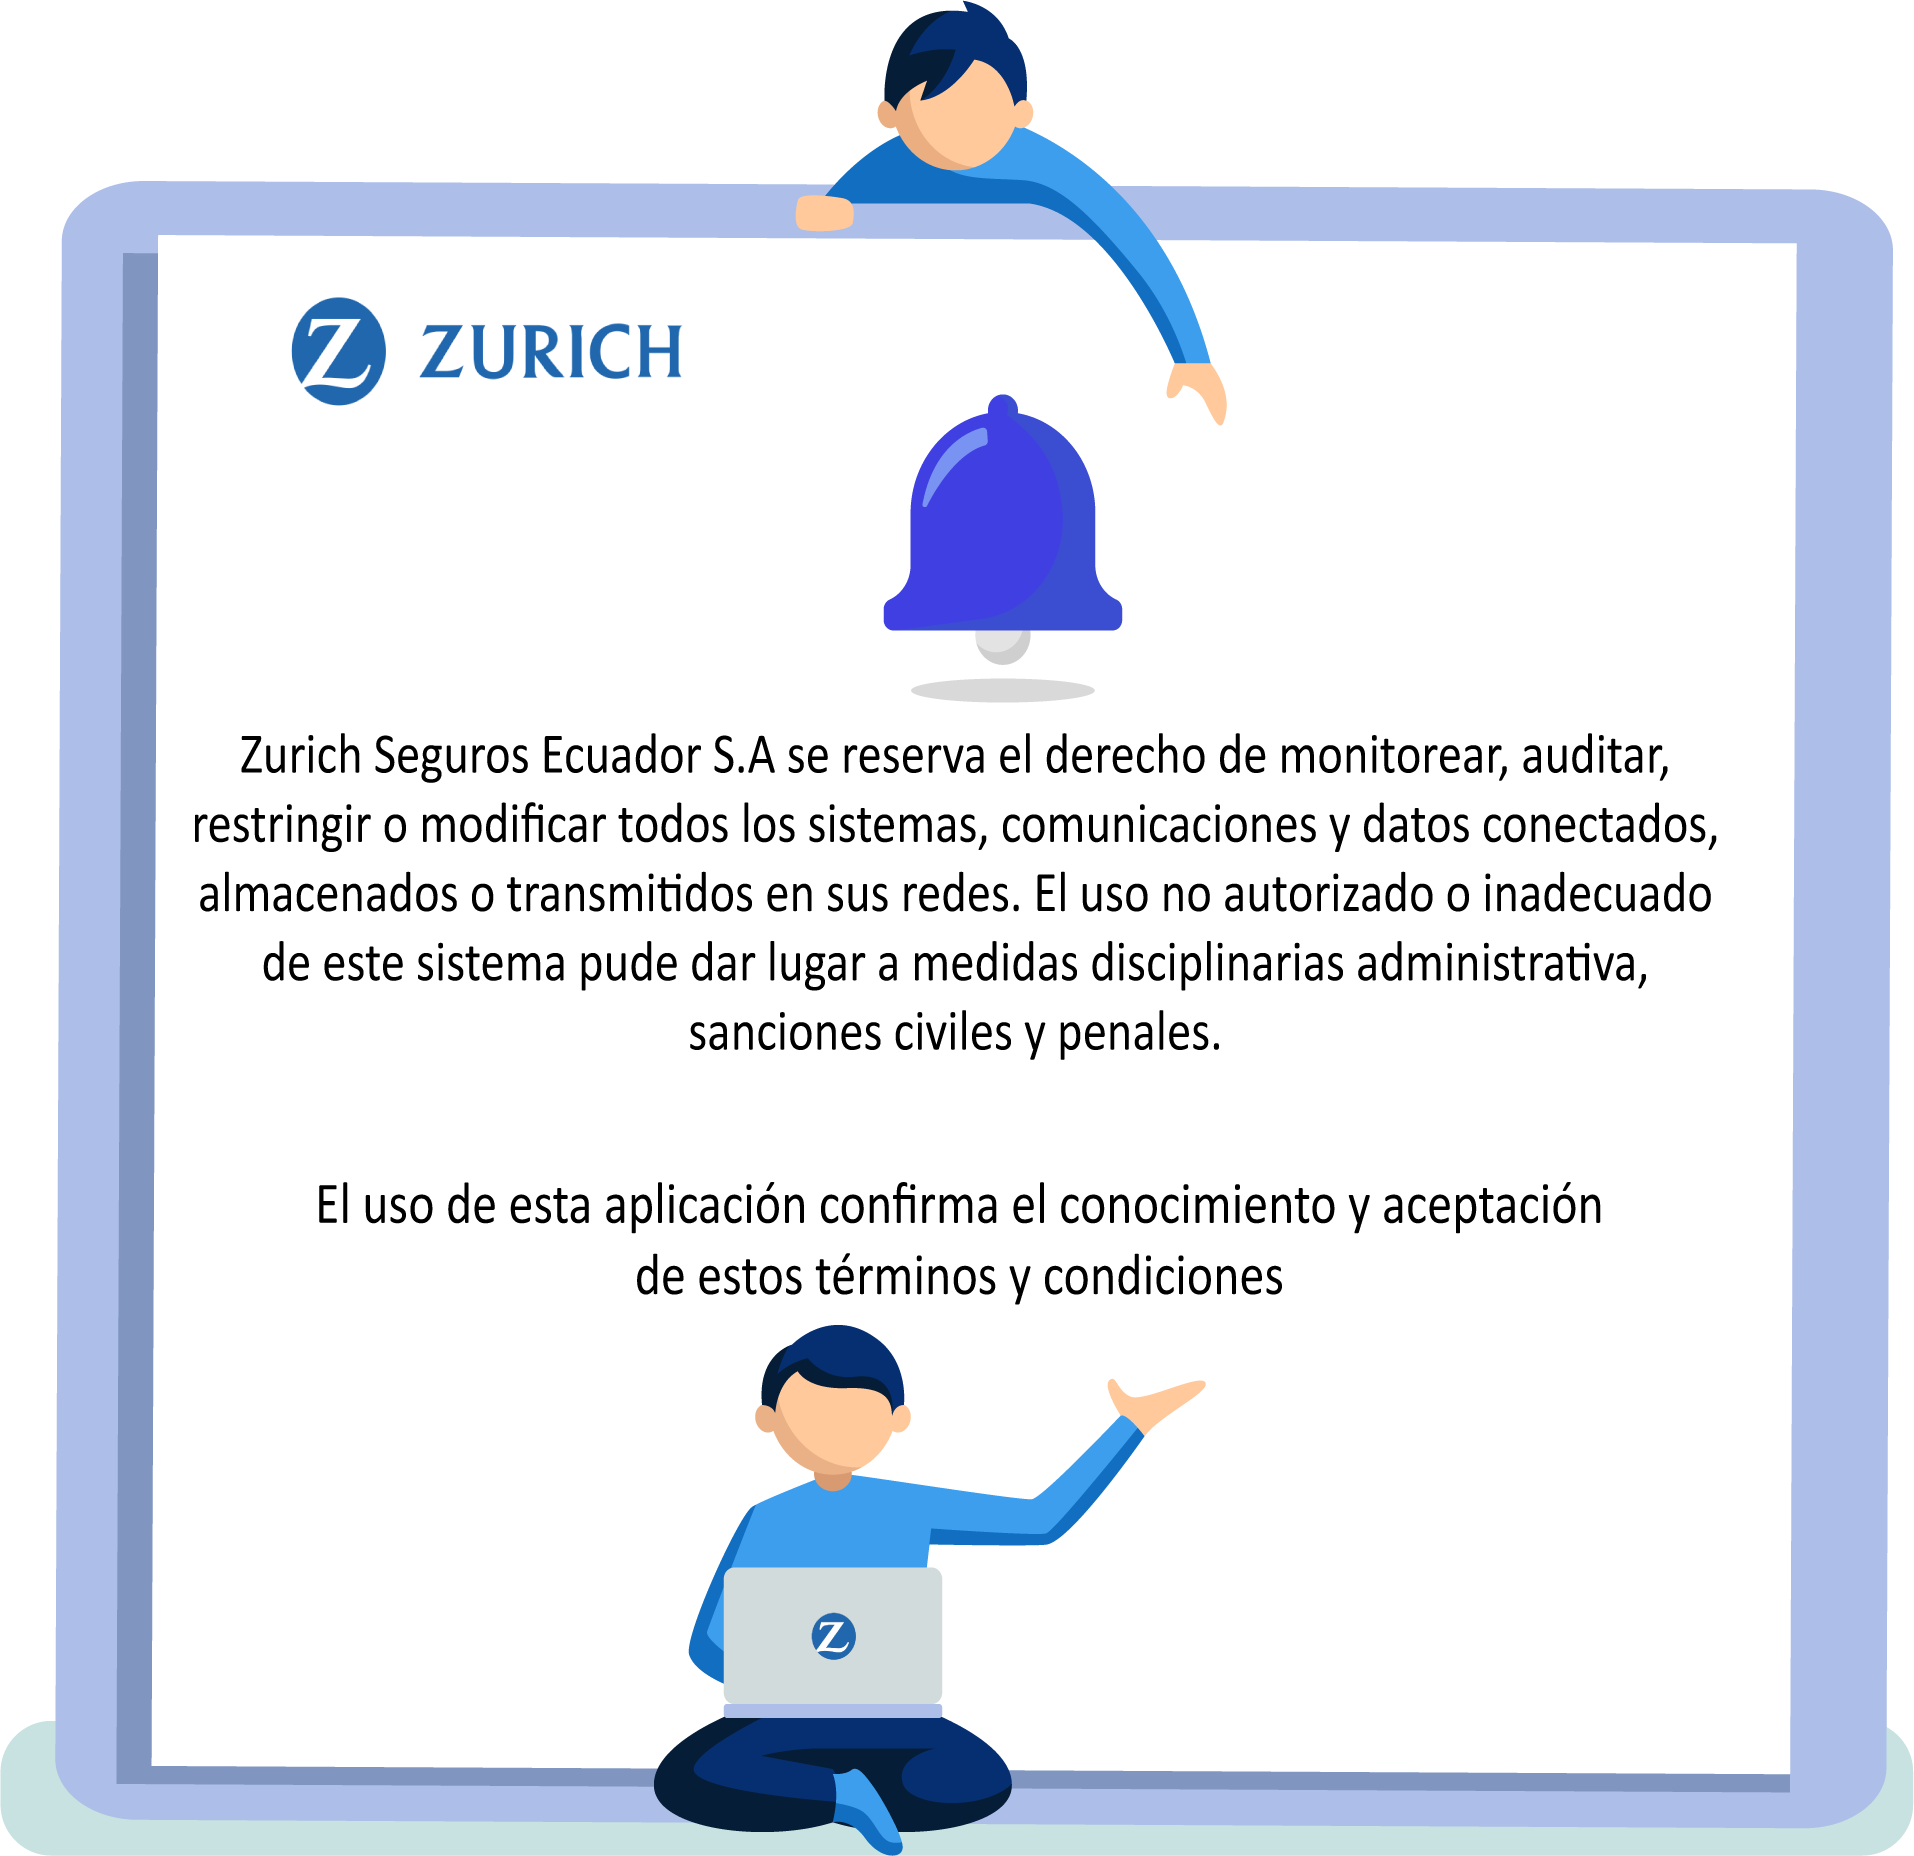 Z ZURICH
Zurich Seguros Ecuador S.A se reserva el derecho de monitorear, auditar,
restringir o modificar todos los sistemas, comunicaciones y datos conectados,
almacenados o transmitidos en sus redes. El uso no autorizado o inadecuado
de este sistema pude dar lugar a medidas disciplinarias administrativa,
sanciones civiles y penales.
El uso de esta aplicación confirma el conocimiento y aceptación
de estos términos y condiciones
Z